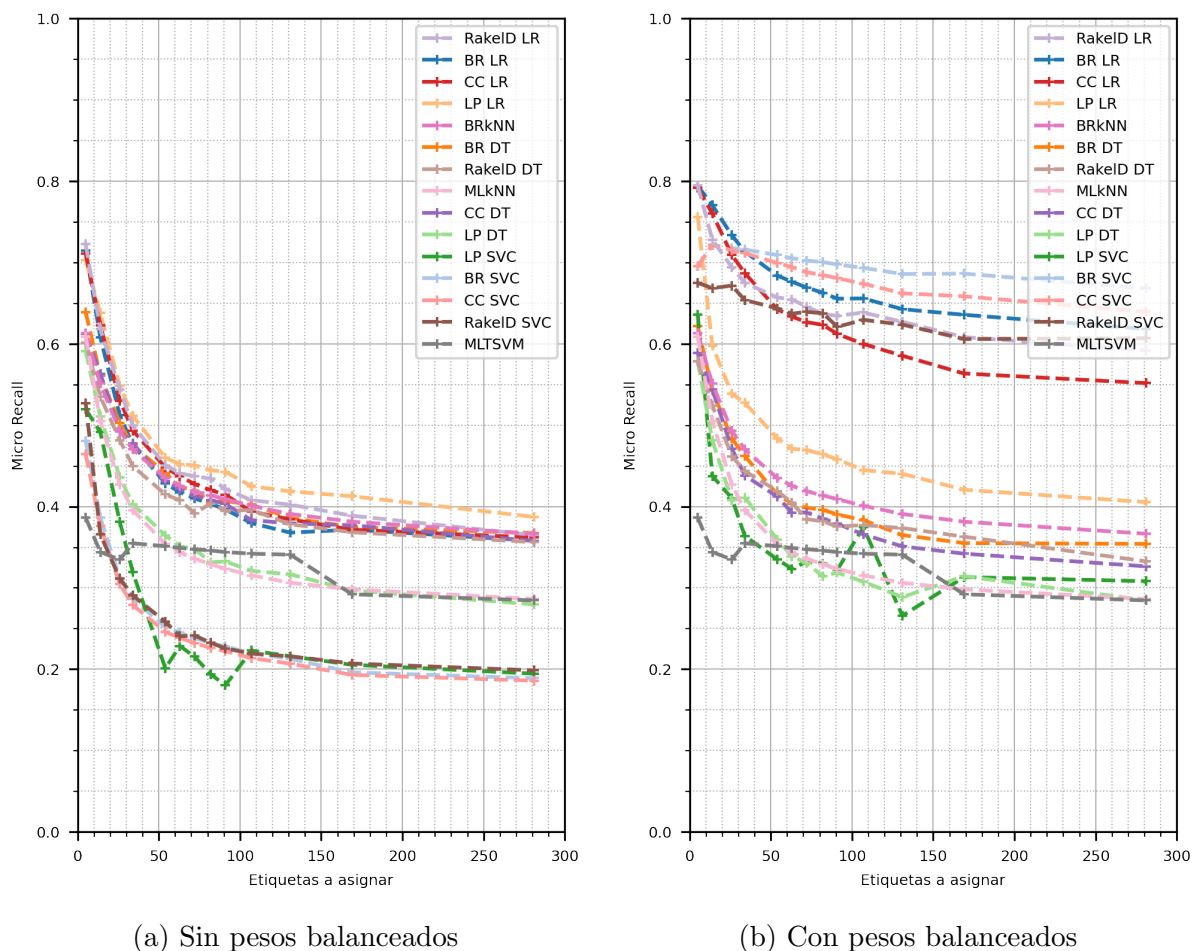 1.0
0.8
0.6
0.4
0.2
0.0
Micro Recall
0 50 100 150 200 250 300
Etiquetas a asignar
RakelD LR
BR LR
CC LR
LP LR
BRkNN
BR DT
RakelD DT
MLkNN
CC DT
LP DT
LP SVC
BR SVC
CC SVC
RakelD SVC
MLTSVM
(a) Sin pesos balanceados
1.0
0.8
0.6
0.4
0.2
0.0
Micro Recall
0 50 100 150 200 250 300
Etiquetas a asignar
RakelD LR
BR LR
CC LR
LP LR
BRkNN
BR DT
RakelD DT
MLkNN
CC DT
LP DT
LP SVC
BR SVC
CC SVC
RakelD SVC
MLTSVM
(b) Con pesos balanceados